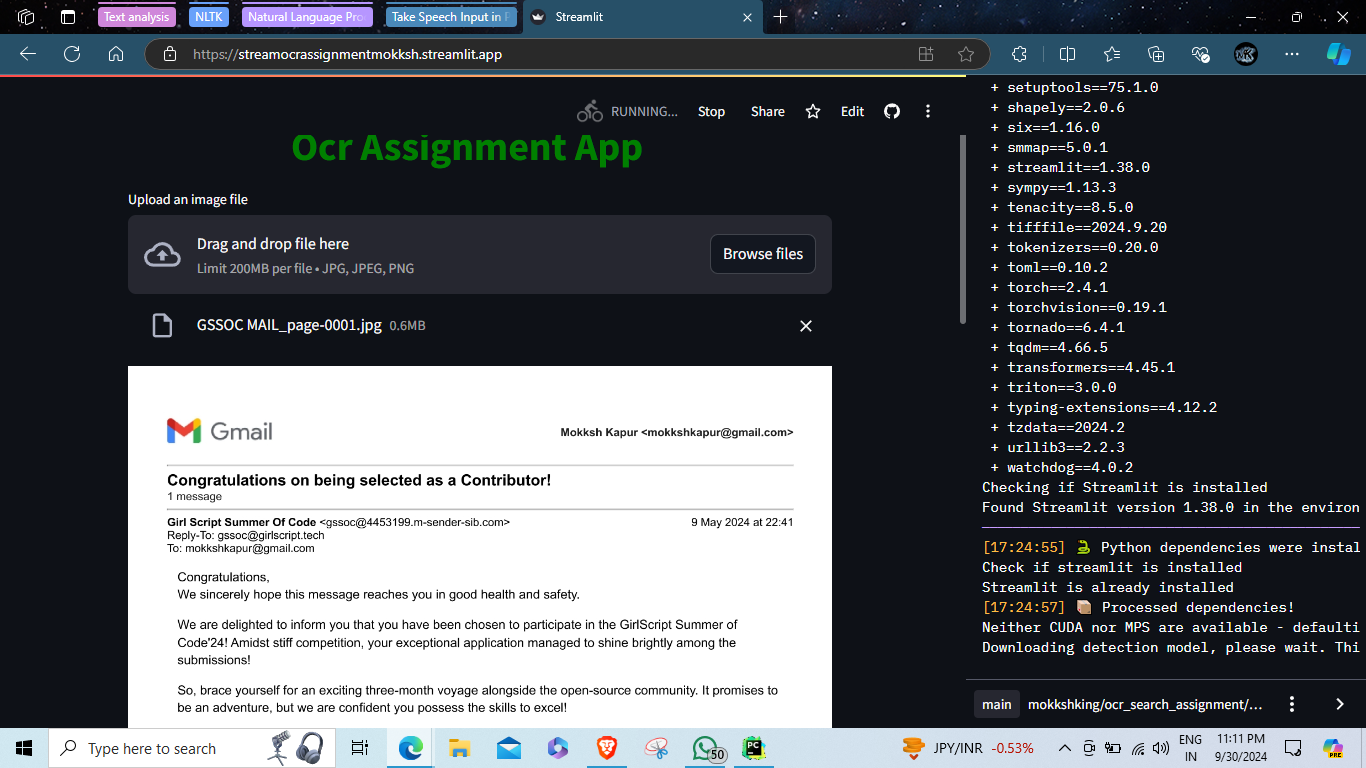 Text analysis
NLTK
Natural Language Pro
Take Speech Input in P
Streamlit
https://streamocrassignmentmokksh.streamlit.app
RUNNING...
Stop
Share
Edit
Ocr Assignment App
Upload an image file
Drag and drop file here
Limit 200MB per file • JPG, JPEG, PNG
Browse files
GSSOC MAIL_page-0001.jpg 0.6MB
Gmail
Mokksh Kapur <mokkshkapur@gmail.com>
Congratulations on being selected as a Contributor!
1 message
Girl Script Summer Of Code <gssoc@4453199.m-sender-sib.com>
9 May 2024 at 22:41
Reply-To: gssoc@girlscript.tech
To: mokkshkapur@gmail.com
Congratulations,
We sincerely hope this message reaches you in good health and safety.
We are delighted to inform you that you have been chosen to participate in the GirlScript Summer of
Code'24! Amidst stiff competition, your exceptional application managed to shine brightly among the
submissions!
So, brace yourself for an exciting three-month voyage alongside the open-source community. It promises to
be an adventure, but we are confident you possess the skills to excel!
+ setuptools==75.1.0
+ shapely==2.0.6
+ six==1.16.0
+ smmap==5.0.1
+ streamlit==1.38.0
+ sympy==1.13.3
+ tenacity==8.5.0
+ tifffile==2024.9.20
+ tokenizers==0.20.0
+ toml==0.10.2
+ torch==2.4.1
+ torchvision==0.19.1
+ tornado==6.4.1
+ tqdm==4.66.5
+ transformers==4.45.1
+ triton==3.0.0
+ typing-extensions==4.12.2
+ tzdata==2024.2
+ urllib3==2.2.3
+ watchdog==4.0.2
Checking if Streamlit is installed
Found Streamlit version 1.38.0 in the environ
[17:24:55] Python dependencies were instal
Check if streamlit is installed
Streamlit is already installed
[17:24:57] Processed dependencies!
Neither CUDA nor MPS are available - defaulti
Downloading detection model, please wait. Thi
main
mokkshking/ocr_search_assignment/...
Type here to search
50
PC
JPY/INR -0.53%
ENG
IN
11:11 PM
9/30/2024
PRE